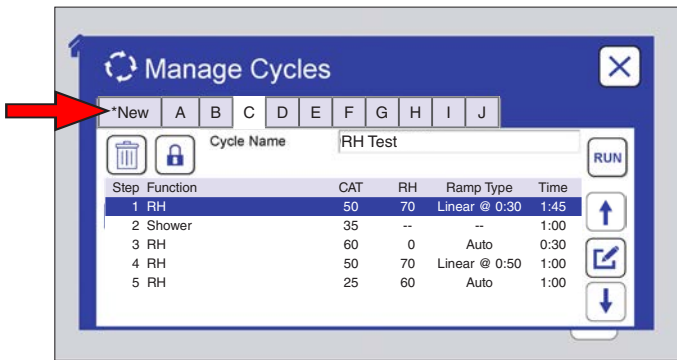 Manage Cycles
*New A B C D E F G H I J
Cycle Name RH Test
RUN
Step Function CAT RH Ramp Type Time
1 RH 50 70 Linear @ 0:30 1:45
2 Shower 35 -- -- 1:00
3 RH 60 0 Auto 0:30
4 RH 50 70 Linear @ 0:50 1:00
5 RH 25 60 Auto 1:00